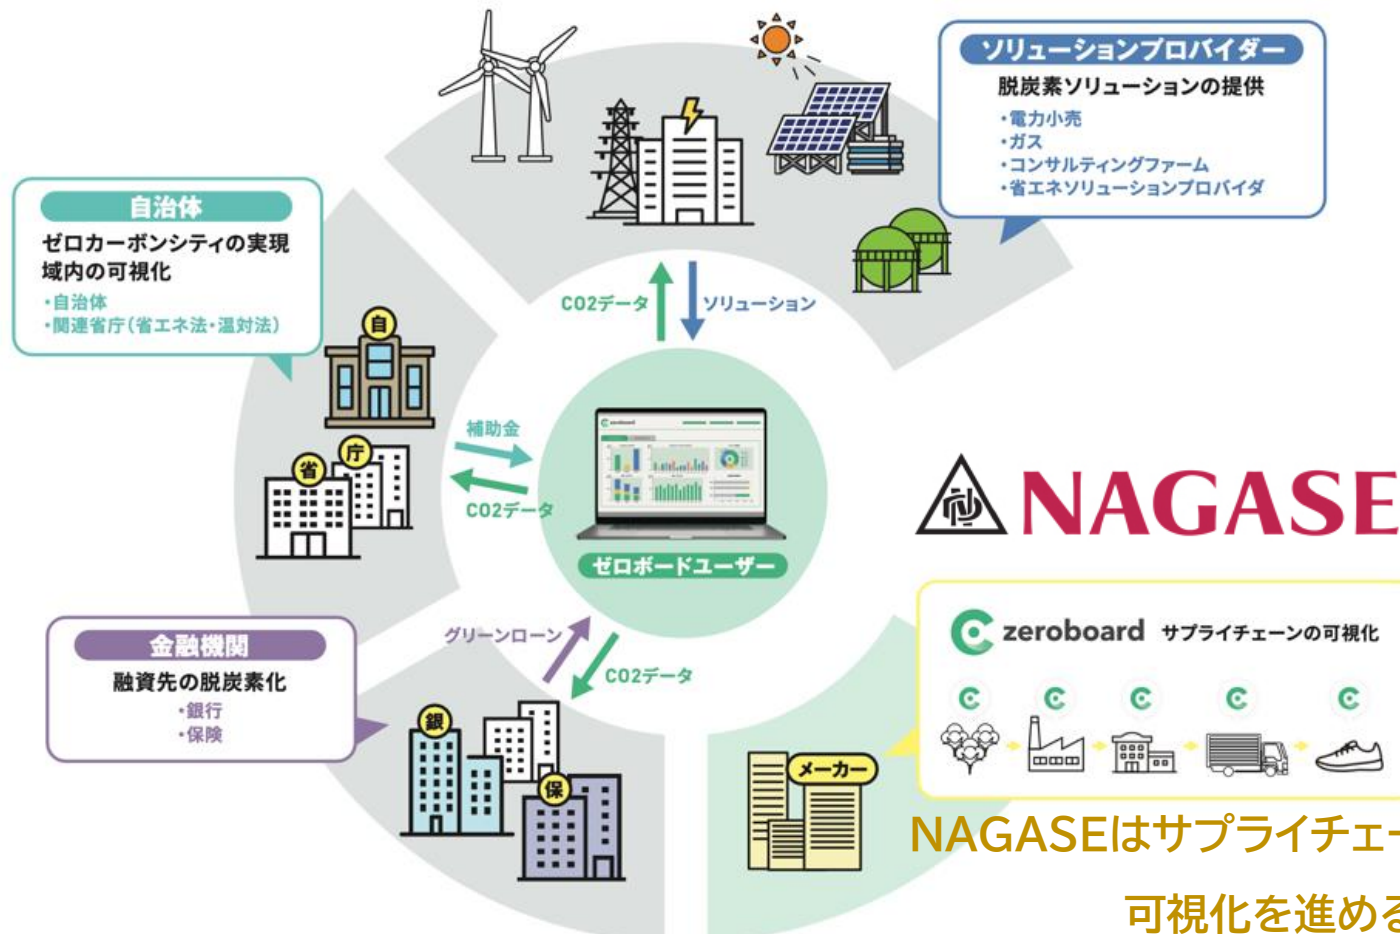 ソリューションプロバイダー
脱炭素ソリューションの提供
・電力小売
・ガス
・コンサルティングファーム
・省エネソリューションプロバイダ
自治体
ゼロカーボンシティの実現
域内の可視化
・自治体
・関連省庁(省エネ法・温対法)
CO2データ
ソリューション
自
省
庁
補助金
CO2データ
zeroboard
ゼロボードユーザー
NAGASE
金融機関
融資先の脱炭素化
・銀行
・保険
グリーンローン
CO2データ
銀
保
メーカー
zeroboard サプライチェーンの可視化
NAGASEはサプライチェー
可視化を進める